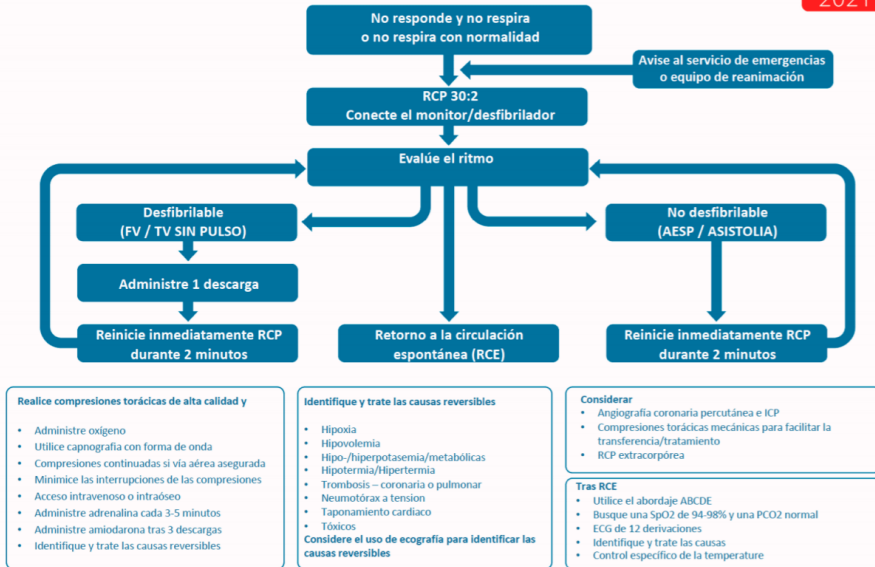 2021
No responde y no respira
o no respira con normalidad
Avise al servicio de emergencias
o equipo de reanimación
RCP 30:2
Conecte el monitor/desfibrilador
Evalúe el ritmo
Desfibrilable
(FV / TV SIN PULSO)
No desfibrilable
(AESP / ASISTOLIA)
Administre 1 descarga
Reinicie inmediatamente RCP
durante 2 minutos
Retorno a la circulación
espontánea (RCE)
Reinicie inmediatamente RCP
durante 2 minutos
Realice compresiones torácicas de alta calidad y
• Administre oxígeno
• Utilice capnografía con forma de onda
• Compresiones continuadas si vía aérea asegurada
• Minimice las interrupciones de las compresiones
• Acceso intravenoso o intraóseo
• Administre adrenalina cada 3-5 minutos
• Administre amiodarona tras 3 descargas
• Identifique y trate las causas reversibles
Identifique y trate las causas reversibles
• Hipoxia
• Hipovolemia
• Hipo-/hiperpotasemia/metabólicas
• Hipotermia/Hipertermia
• Trombosis – coronaria o pulmonar
• Neumotórax a tension
• Taponamiento cardiaco
• Tóxicos
Considere el uso de ecografía para identificar las
causas reversibles
Considerar
• Angiografía coronaria percutánea e ICP
• Compresiones torácicas mecánicas para facilitar la
transferencia/tratamiento
• RCP extracorpórea
Tras RCE
• Utilice el abordaje ABCDE
• Busque una SpO2 de 94-98% y una PCO2 normal
• ECG de 12 derivaciones
• Identifique y trate las causas
• Control específico de la temperature